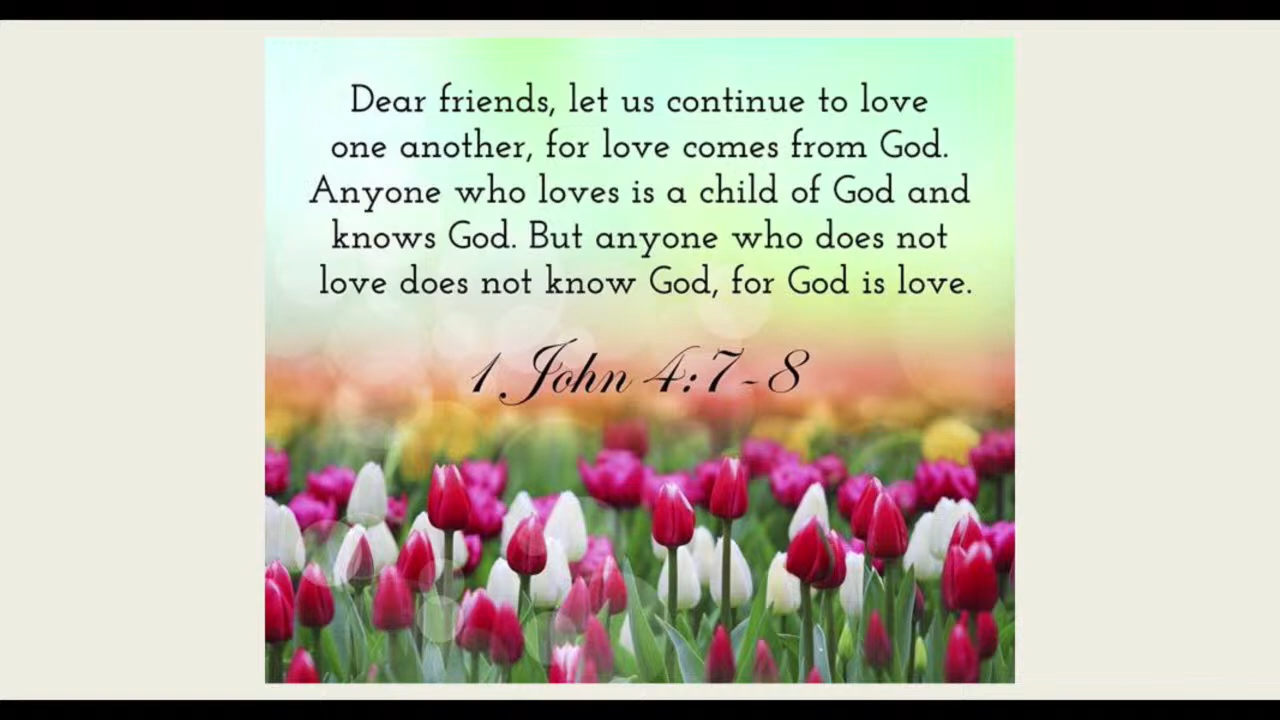 Dear friends, let us continue to love
one another, for love comes from God.
Anyone who loves is a child of God and
knows God. But anyone who does not
love does not know God, for God is love.
1 John 4:7-8